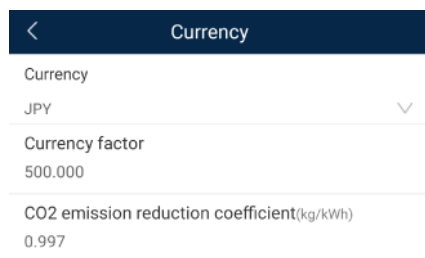 Currency
Currency
JPY
Currency factor
500.000
CO2 emission reduction coefficient(kg/kWh)
0.997